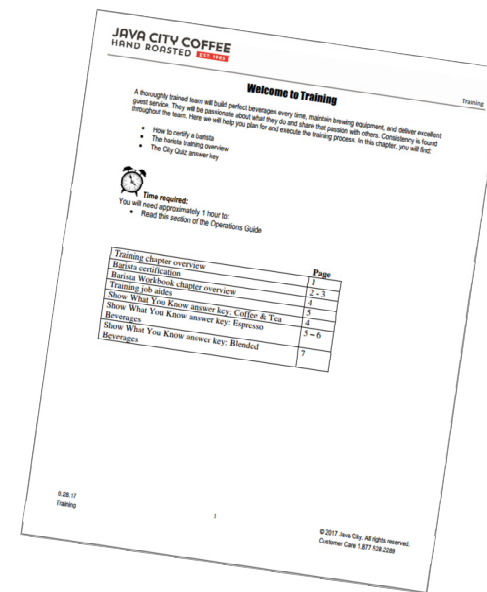 JAVA CITY COFFEE
HAND ROASTED EST. 1985
Training
Welcome to Training
A thoroughly trained team will build perfect beverages every time, maintain brewing equipment, and deliver excellent
guest service. They will be passionate about what they do and share that passion with others. Consistency is found
throughout the team. Here we will help you plan for and execute the training process. In this chapter, you will find:
• How to certify a barista
• The barista training overview
• The City Quiz answer key
Time required:
You will need approximately 1 hour to:
• Read this section of the Operations Guide
Page
Training chapter overview 1
Barista certification 2 - 3
Barista Workbook chapter overview 4
Training job aides 5
Show What You Know answer key: Coffee & Tea 4
Show What You Know answer key: Espresso
Beverages 5 – 6
Show What You Know answer key: Blended
Beverages 7
9.28.17
Training
1
© 2017 Java City. All rights reserved.
Customer Care 1.877.528.2289